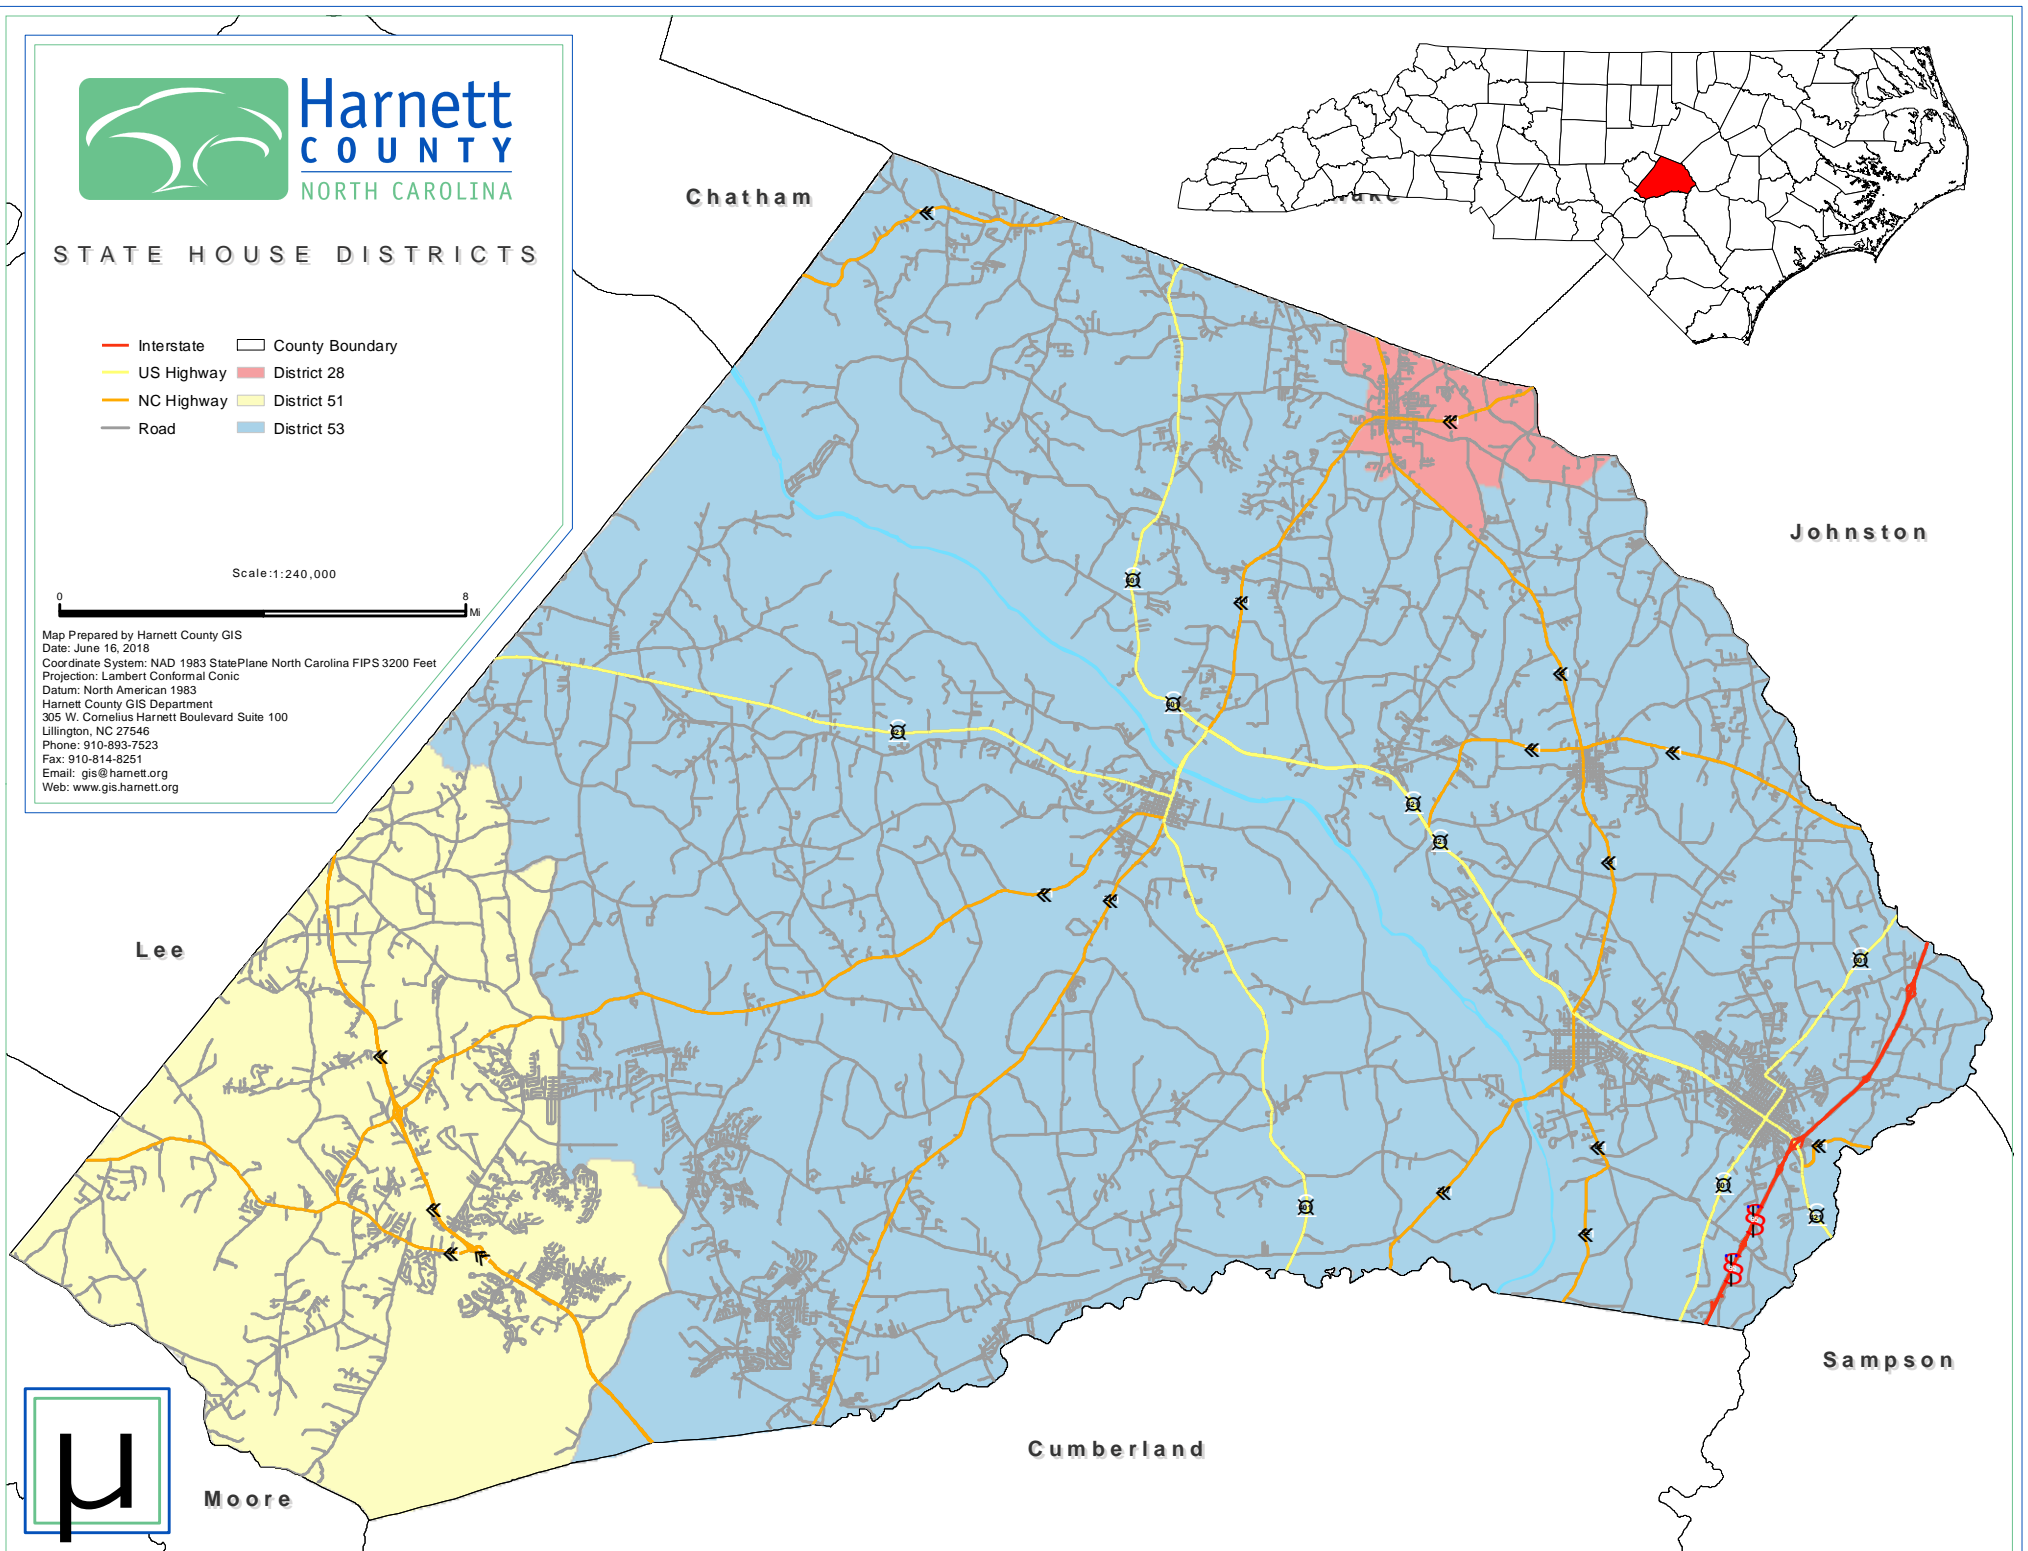 Harnett
COUNTY
NORTH CAROLINA
STATE HOUSE DISTRICTS
Interstate
County Boundary
US Highway
District 28
NC Highway
District 51
Road
District 53
Scale:1:240,000
0 8
Mi
Map Prepared by Harnett County GIS
Date: June 16, 2018
Coordinate System: NAD 1983 StatePlane North Carolina FIPS 3200 Feet
Projection: Lambert Conformal Conic
Datum: North American 1983
Harnett County GIS Department
305 W. Cornelius Harnett Boulevard Suite 100
Lillington, NC 27546
Phone: 910-893-7523
Fax: 910-814-8251
Email: gis@harnett.org
Web: www.gis.harnett.org
Chatham
Wake
Johnston
Lee
Sampson
Cumberland
Moore
µ